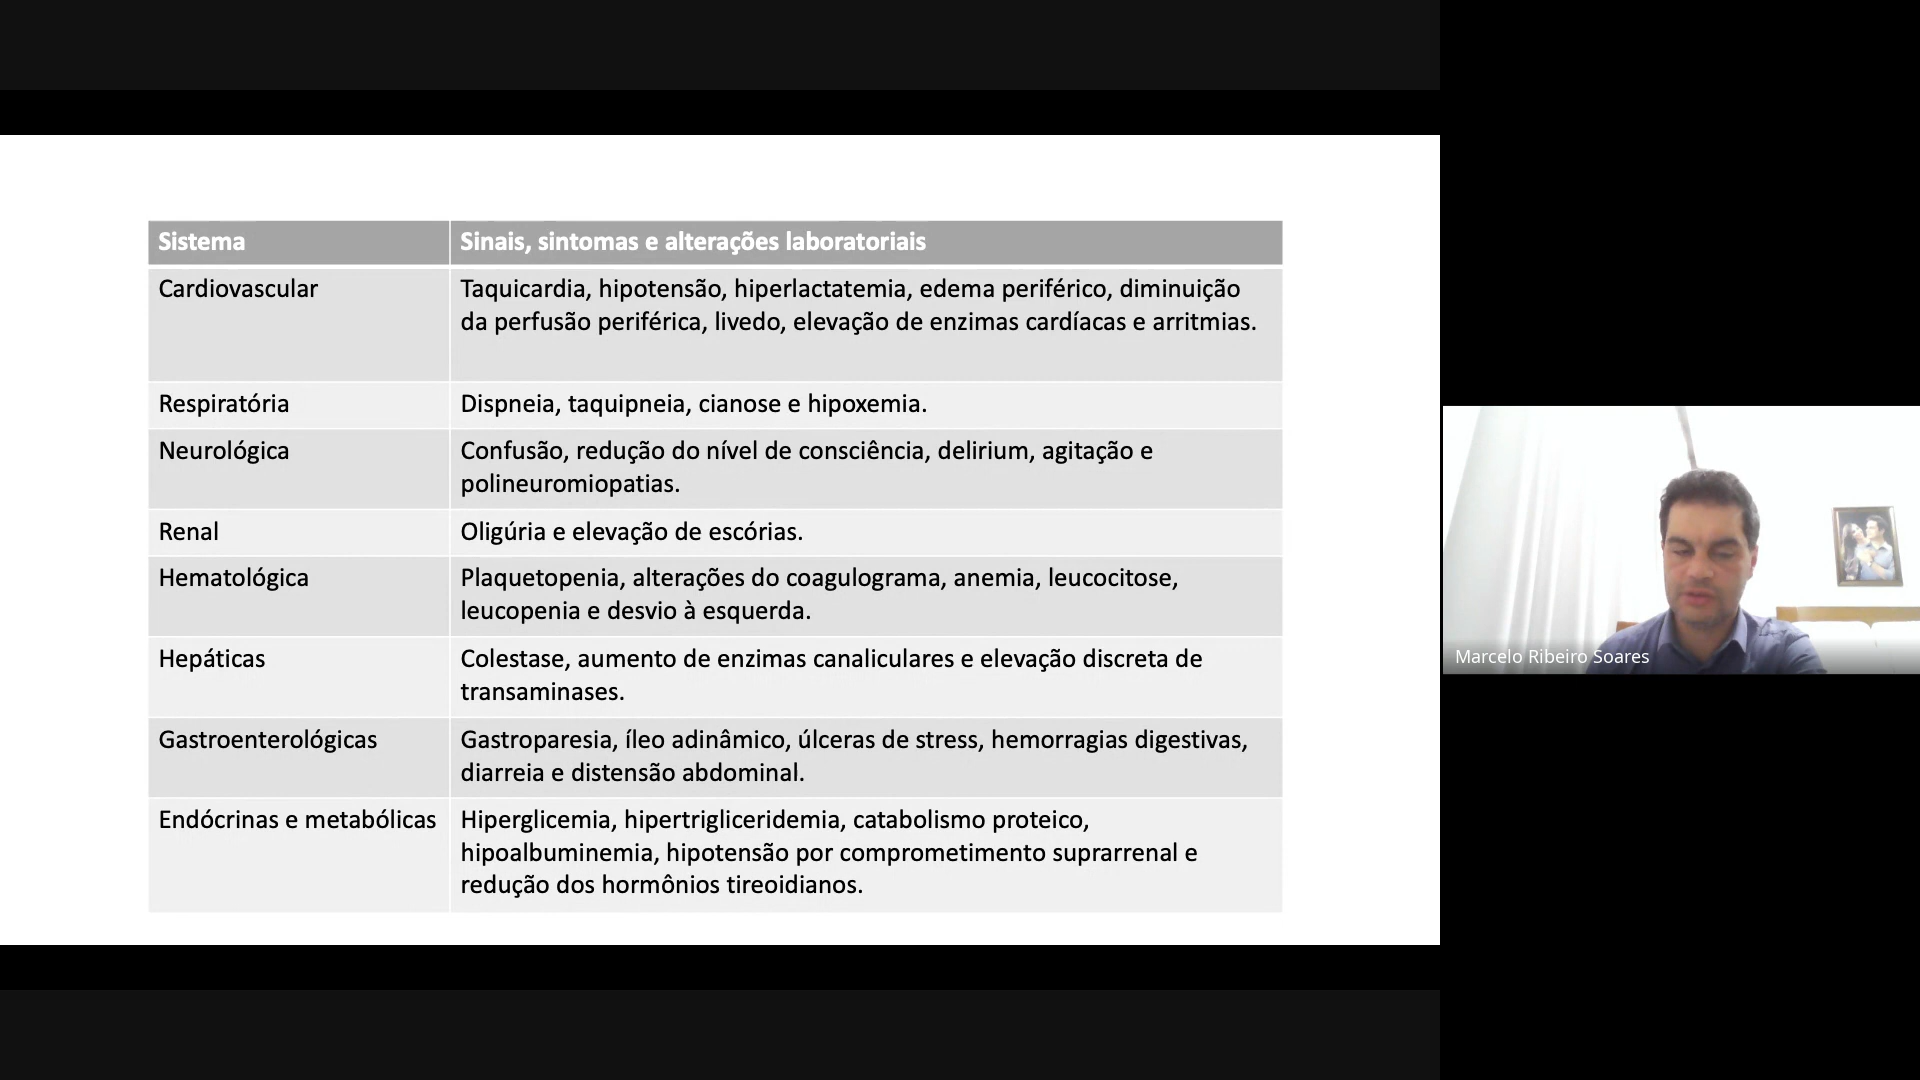 Sistema
Sinais, sintomas e alterações laboratoriais
Cardiovascular
Taquicardia, hipotensão, hiperlactatemia, edema periférico, diminuição
da perfusão periférica, livedo, elevação de enzimas cardíacas e arritmias.
Respiratória
Dispneia, taquipneia, cianose e hipoxemia.
Neurológica
Confusão, redução do nível de consciência, delirium, agitação e
polineuromiopatias.
Renal
Oligúria e elevação de escórias.
Hematológica
Plaquetopenia, alterações do coagulograma, anemia, leucocitose,
leucopenia e desvio à esquerda.
Hepáticas
Colestase, aumento de enzimas canaliculares e elevação discreta de
transaminases.
Gastroenterológicas
Gastroparesia, íleo adinâmico, úlceras de stress, hemorragias digestivas,
diarreia e distensão abdominal.
Endócrinas e metabólicas
Hiperglicemia, hipertrigliceridemia, catabolismo proteico,
hipoalbuminemia, hipotensão por comprometimento suprarrenal e
redução dos hormônios tireoidianos.
Marcelo Ribeiro Soares